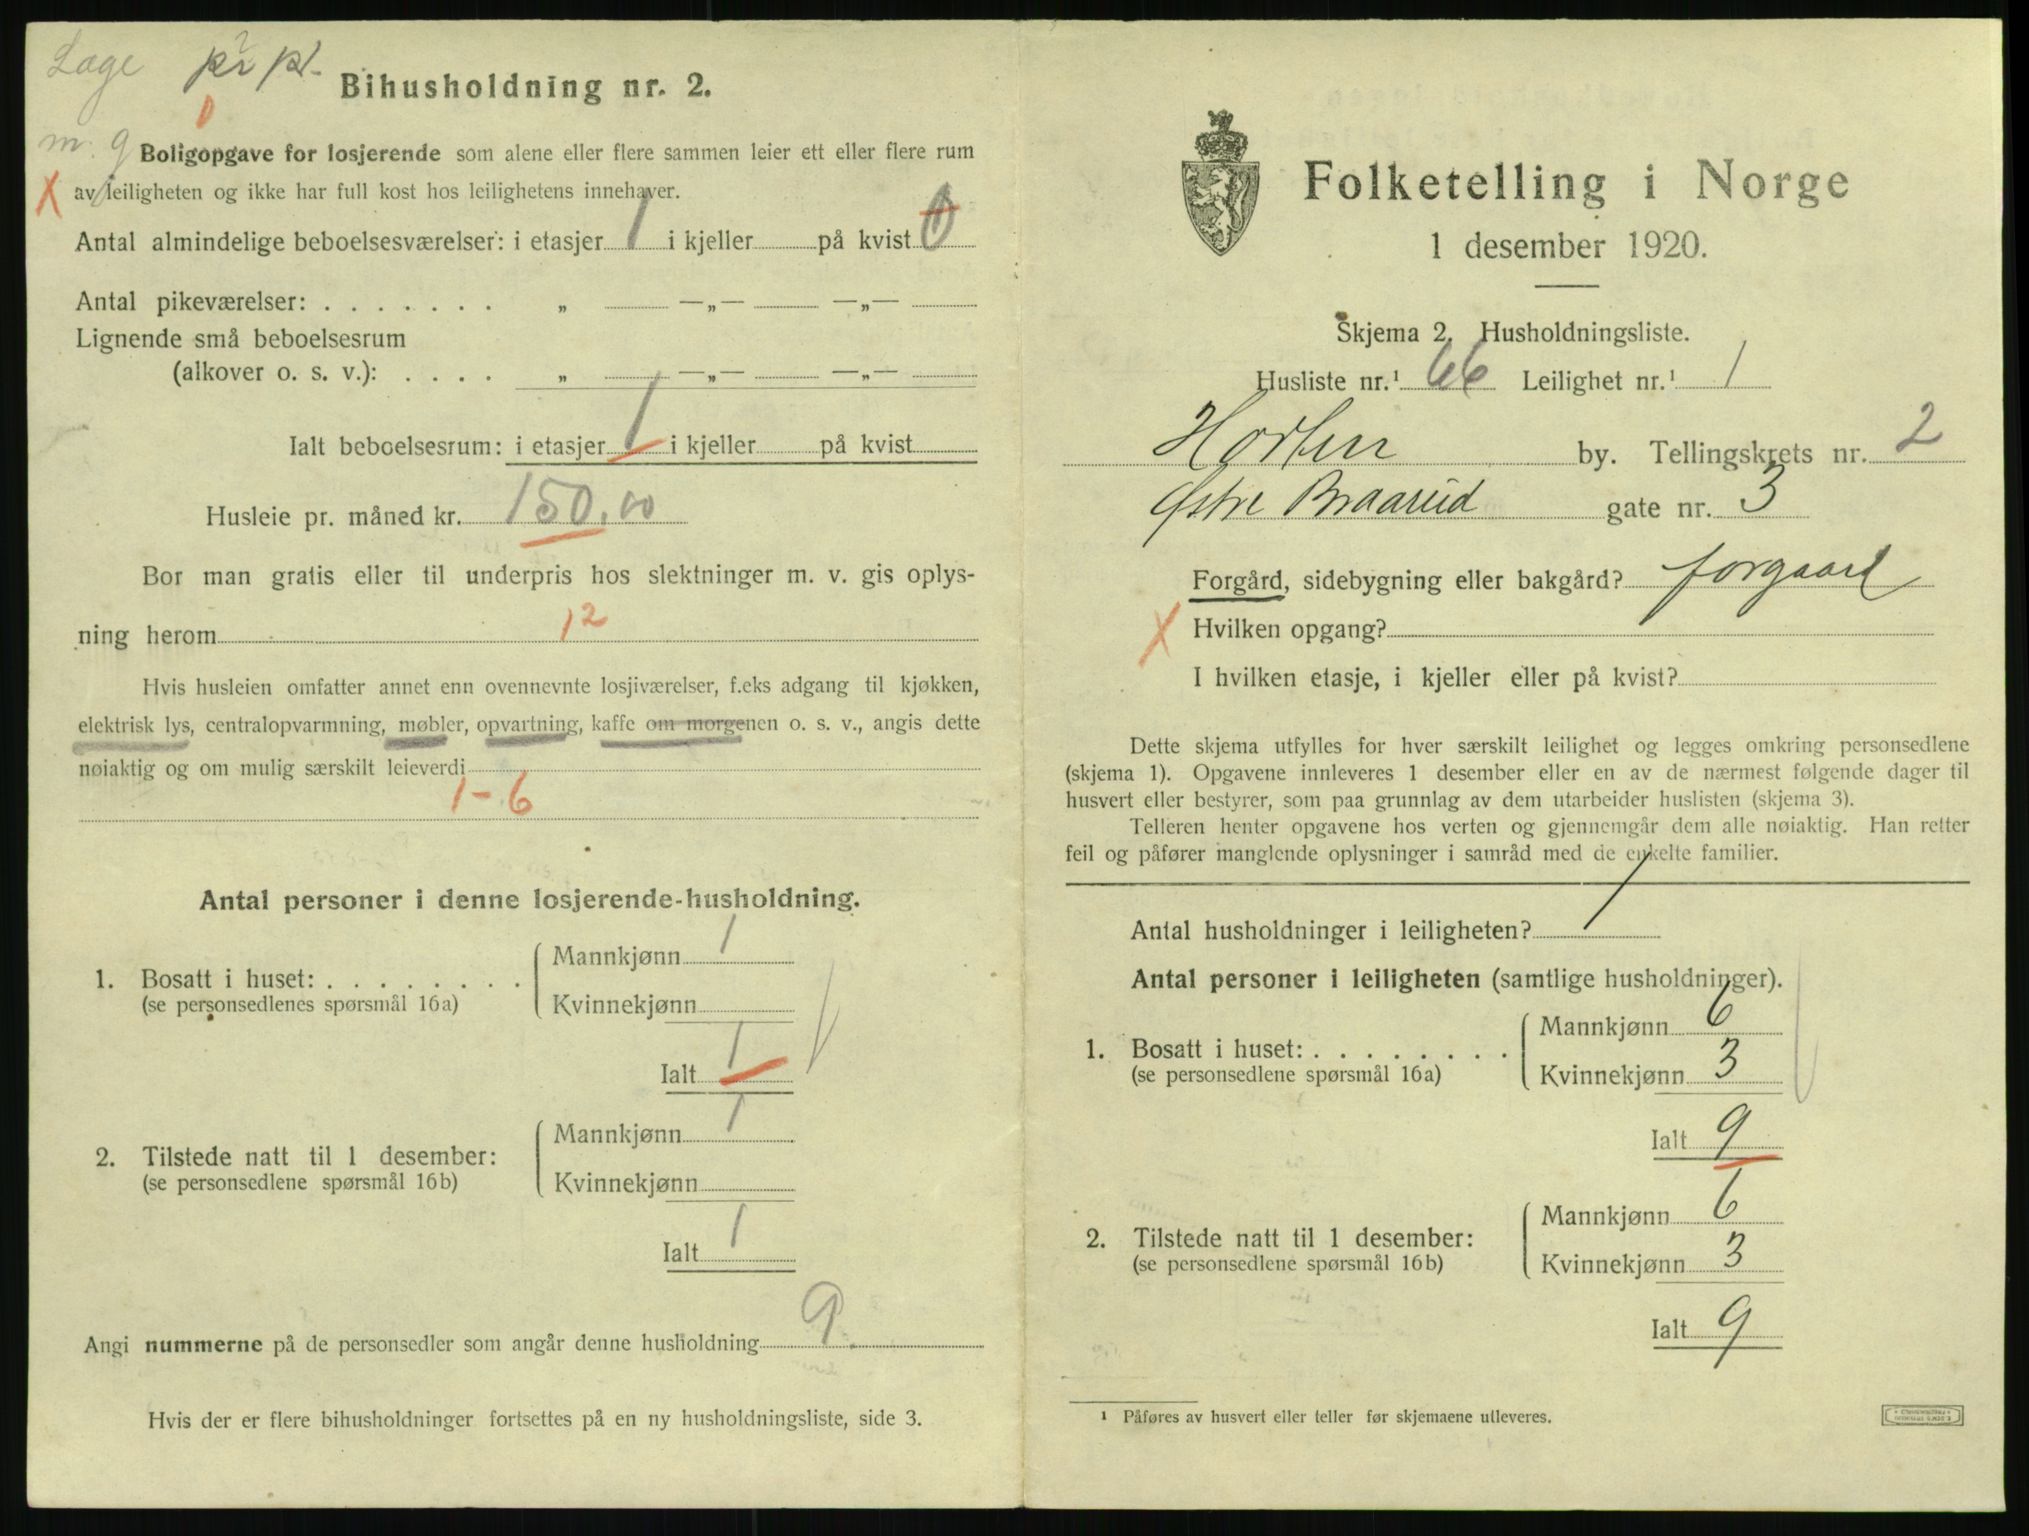 Læge
Bihusholdning nr. 2.
m. 9
Boligopgave for losjerende som alene eller flere sammen leier ett eller flere rum
X av leiligheten og ikke har full kost hos leilighetens innehaver.
Antal almindelige beboelsesværelser: i etasjer 1 i kjeller på kvist
Antal pikeværelser: . . . . . . . „ —„— —„—
Lignende små beboelsesrum
(alkover o. s. v.): . . . . „ —„— —„—
Ialt beboelsesrum: i etasjer 1 i kjeller på kvist
Husleie pr. måned kr. 150.00
Bor man gratis eller til underpris hos slektninger m. v. gis oplys-
ning herom 12
Hvis husleien omfatter annet enn ovennevnte losjiværelser, f.eks adgang til kjøkken,
elektrisk lys, centralopvarmning, møbler, opvartning, kaffe om morgenen o. s. v., angis dette
nøiaktig og om mulig særskilt leieverdi
1-6
Antal personer i denne losjerende-husholdning.
1. Bosatt i huset: . . . . . . . .
(se personsedlenes spørsmål 16a)
Mannkjønn 1
Kvinnekjønn
Ialt 1
2. Tilstede natt til 1 desember:
(se personsedlene spørsmål 16b)
Mannkjønn 1
Kvinnekjønn
Ialt 1
Angi nummerne på de personsedler som angår denne husholdning 9.
Hvis der er flere bihusholdninger fortsettes på en ny husholdningsliste, side 3.
Folketelling i Norge
1 desember 1920.
Skjema 2. Husholdningsliste.
Husliste nr.¹ 66 Leilighet nr.¹ 1
Horten by. Tellingskrets nr. 2
Østre Braarud gate nr. 3
Forgård, sidebygning eller bakgård? forgaard
X Hvilken opgang?
I hvilken etasje, i kjeller eller på kvist?
Dette skjema utfylles for hver særskilt leilighet og legges omkring personsedlene
(skjema 1). Opgavene innleveres 1 desember eller en av de nærmest følgende dager til
husvert eller bestyrer, som paa grunnlag av dem utarbeider huslisten (skjema 3).
Telleren henter opgavene hos verten og gjennemgår dem alle nøiaktig. Han retter
feil og påfører manglende oplysninger i samråd med de enkelte familier.
Antal husholdninger i leiligheten? 1
Antal personer i leiligheten (samtlige husholdninger).
1. Bosatt i huset: . . . . . . . .
(se personsedlene spørsmål 16a)
Mannkjønn 6
Kvinnekjønn 3
Ialt 9
2. Tilstede natt til 1 desember:
(se personsedlene spørsmål 16b)
Mannkjønn 6
Kvinnekjønn 3
Ialt 9
¹ Påføres av husvert eller teller før skjemaene utleveres.